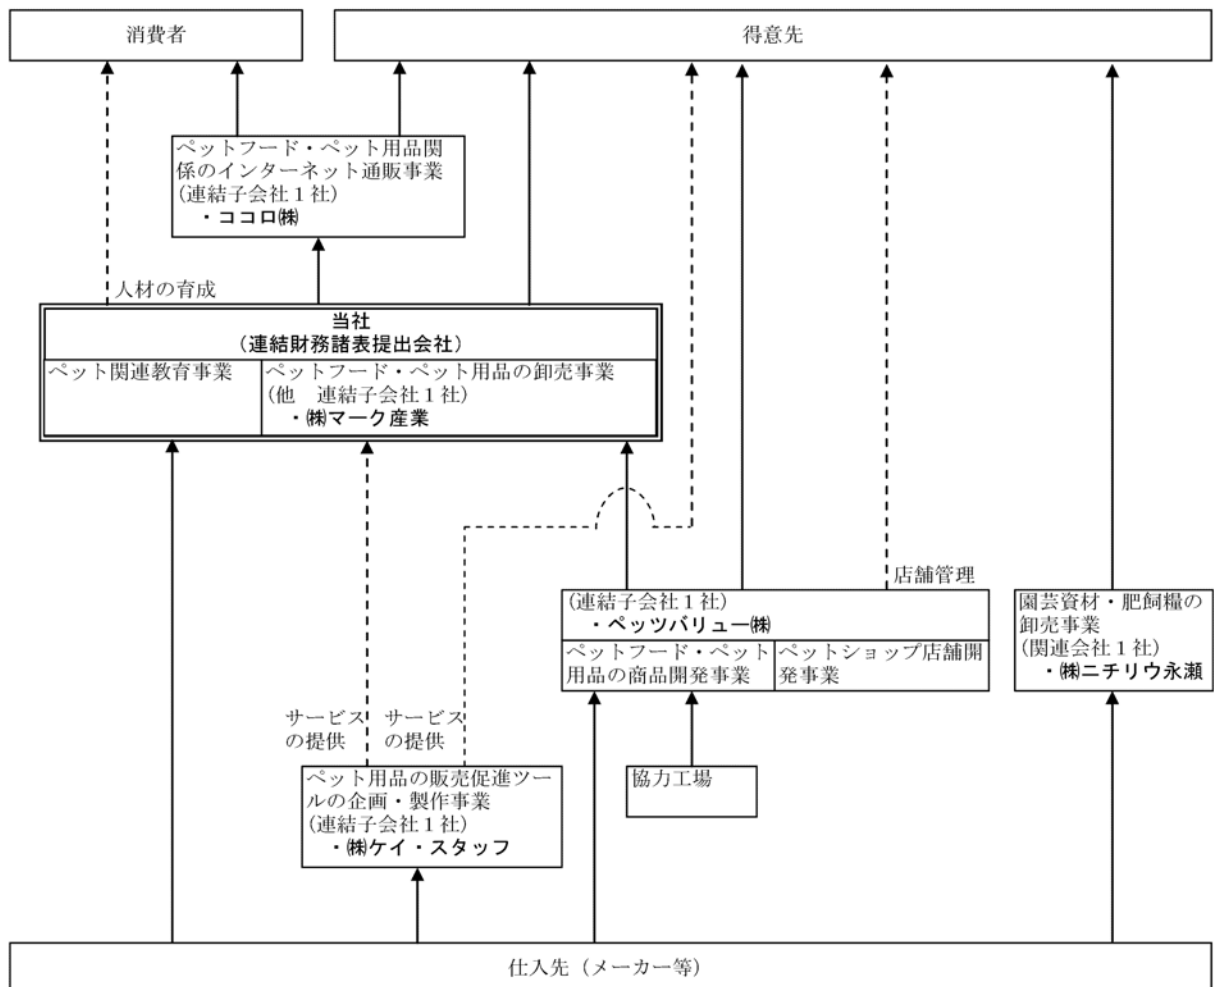 消費者
得意先
ペットフード・ペット用品関
係のインターネット通販事業
(連結子会社１社)
・ココロ㈱
人材の育成
当社
(連結財務諸表提出会社)
ペット関連教育事業
ペットフード・ペット用品の卸売事業
(他　連結子会社１社)
・㈱マーク産業
店舗管理
(連結子会社１社)
・ペッツバリュー㈱
ペットフード・ペット
用品の商品開発事業
ペットショップ店舗開
発事業
園芸資材・肥飼糧の
卸売事業
(関連会社１社)
・㈱ニチリウ永瀬
サービス
の提供
サービス
の提供
ペット用品の販売促進ツー
ルの企画・製作事業
(連結子会社１社)
・㈱ケイ・スタッフ
協力工場
仕入先（メーカー等）